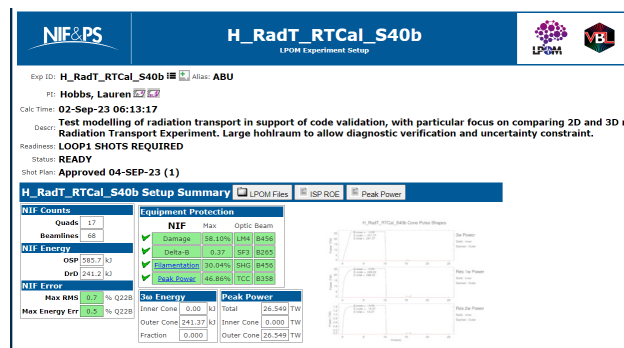 NIF&PS
H_RadT_RTCal_S40b
LPOM Experiment Setup
LPOM
VBL
Exp ID: H_RadT_RTCal_S40b Alias: ABU
PI: Hobbs, Lauren
Calc Time: 02-Sep-23 06:13:17
Descr: Test modelling of radiation transport in support of code validation, with particular focus on comparing 2D and 3D
Radiation Transport Experiment. Large hohlraum to allow diagnostic verification and uncertainty constraint.
Readiness: LOOP1 SHOTS REQUIRED
Status: READY
Shot Plan: Approved 04-SEP-23 (1)
H_RadT_RTCal_S40b Setup Summary LPOM Files ISP ROE Peak Power
NIF Counts
Quads 17
Beamlines 68
NIF Energy
OSP 585.7 kJ
DrD 241.2 kJ
NIF Error
Max RMS 0.7 % Q22B
Max Energy Err 0.5 % Q22B
Equipment Protection
NIF Max Optic Beam
Damage 58.10% LM4 B456
Delta-B 0.37 SF3 B265
Filamentation 30.04% SHG B456
Peak Power 46.86% TCC B358
3ω Energy
Inner Cone 0.00 kJ
Outer Cone 241.37 kJ
Fraction 0.000
Peak Power
Total 26.549 TW
Inner Cone 0.000 TW
Outer Cone 26.549 TW
H_RadT_RTCal_S40b Cone Pulse Shapes
3ω Power